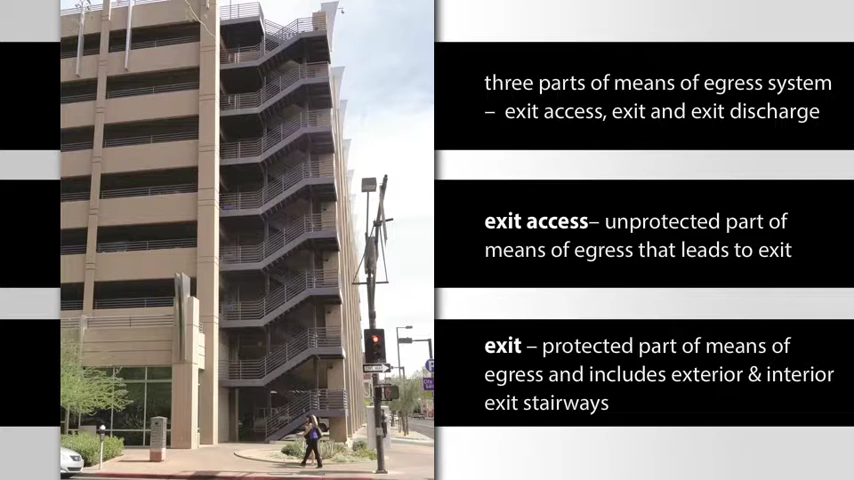 three parts of means of egress system
– exit access, exit and exit discharge
exit access– unprotected part of
means of egress that leads to exit
exit – protected part of means of
egress and includes exterior & interior
exit stairways